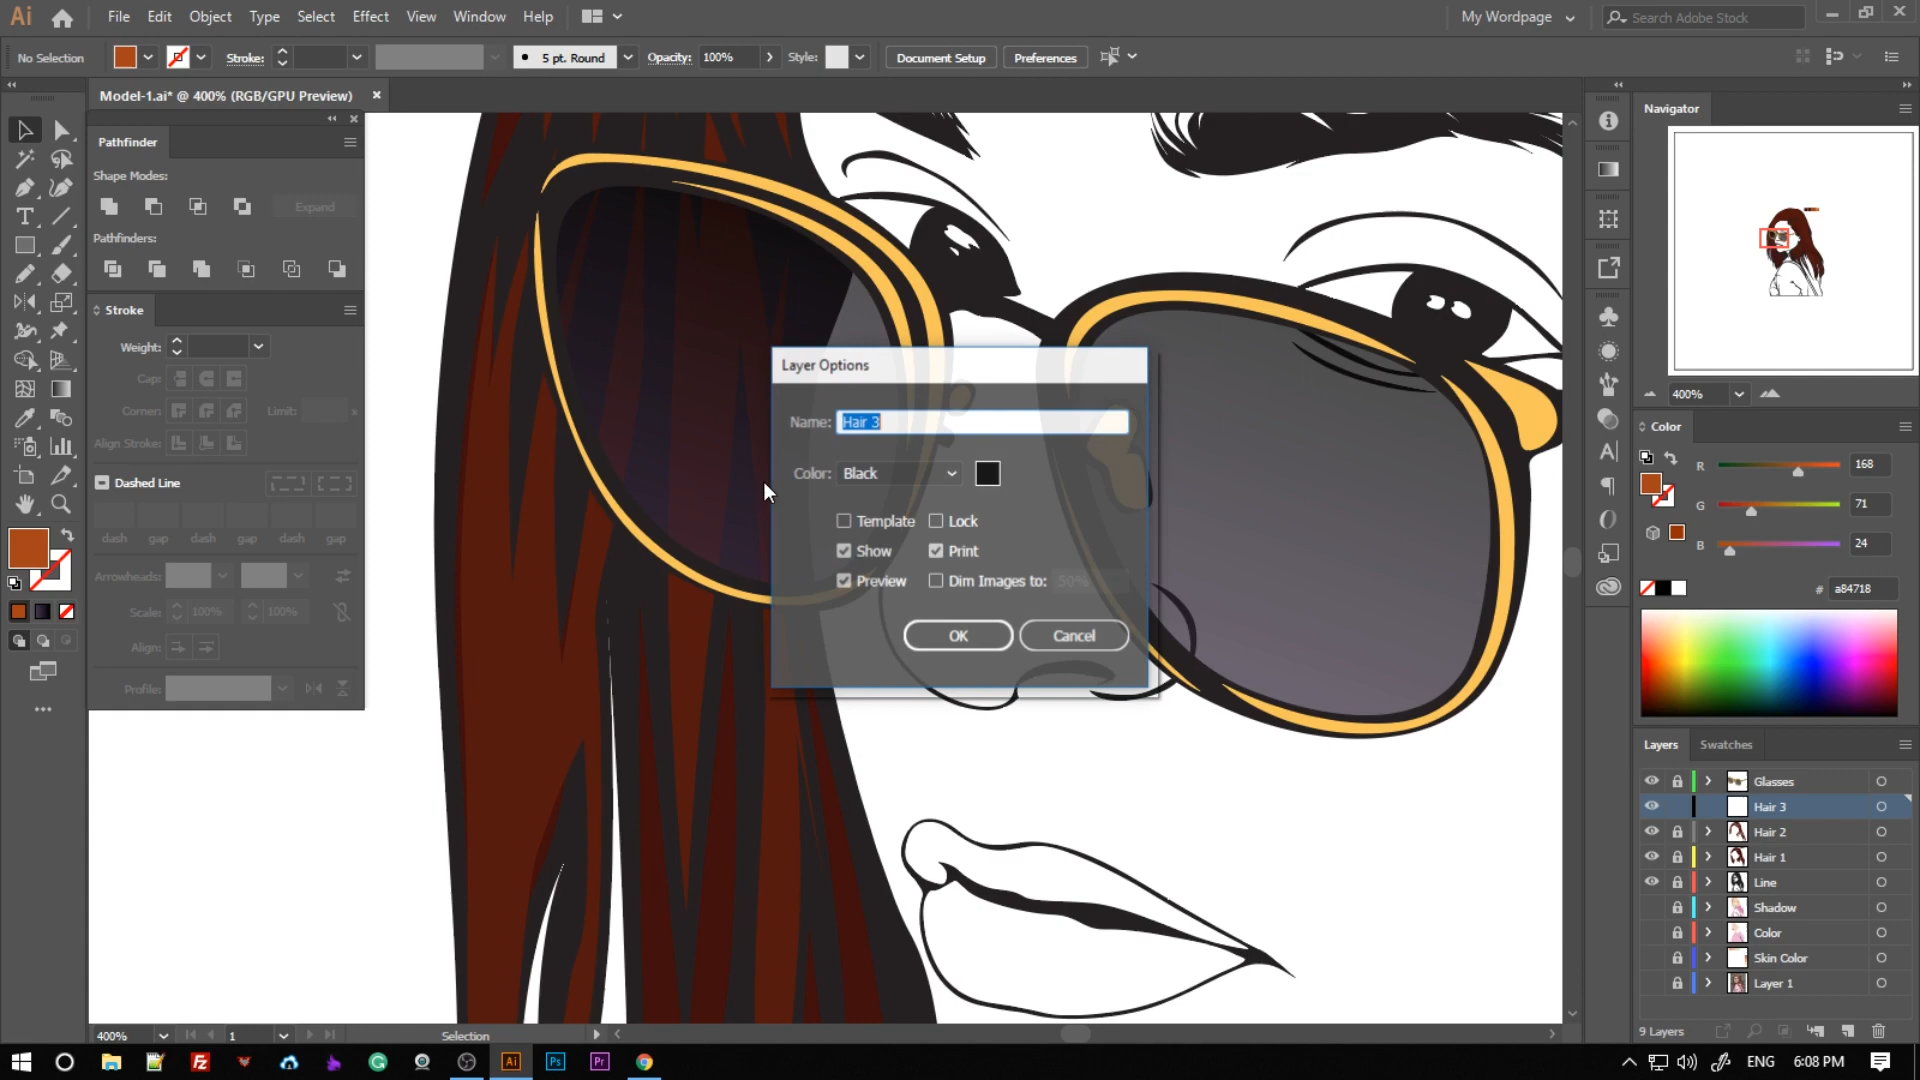 Ai File Edit Object Type Select Effect View Window Help My Wordpage Search Adobe Stock
No Selection Stroke: 5 pt. Round Opacity: 100% Style: Document Setup Preferences
Model-1.ai* @ 400% (RGB/GPU Preview)
Navigator
Pathfinder
Shape Modes:
Expand
Pathfinders:
Stroke
Weight:
Cap:
Corner: Limit: x
Align Stroke:
Dashed Line
dash gap dash gap dash gap
Arrowheads:
Scale: 100% 100%
Align:
Profile:
Layer Options
Name: Hair 3
Color: Black
Template Lock
Show Print
Preview Dim Images to: 50%
OK Cancel
400%
Color
R 168
G 71
B 24
# a84718
Layers Swatches
Glasses
Hair 3
Hair 2
Hair 1
Line
Shadow
Color
Skin Color
Layer 1
9 Layers
400% 1 Selection
Fz G Ai Ps Pr ENG 6:08 PM